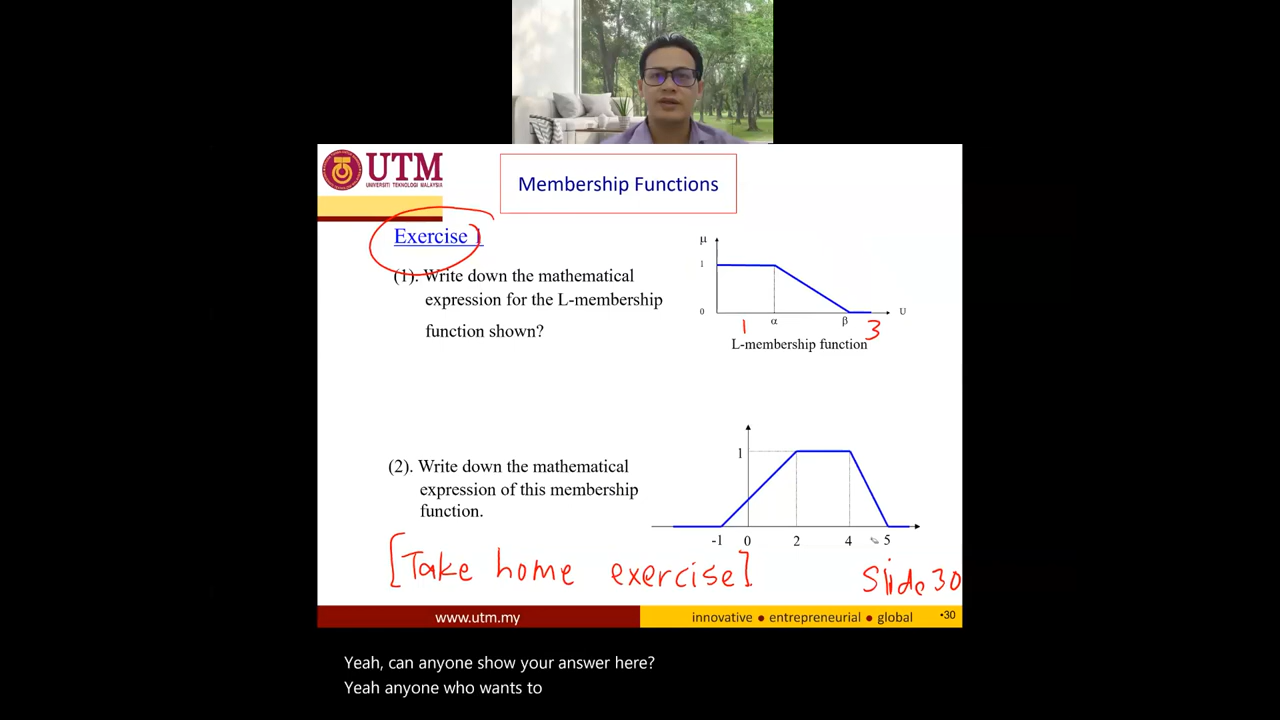 UTM
UNIVERSITI TEKNOLOGI MALAYSIA
Membership Functions
Exercise 1
(1). Write down the mathematical
expression for the L-membership
function shown?
μ
1
0
α
β
U
1
3
L-membership function
(2). Write down the mathematical
expression of this membership
function.
1
-1 0 2 4 5
[Take home exercise]
Slide 30
www.utm.my
innovative ● entrepreneurial ● global
•30
Yeah, can anyone show your answer here?
Yeah anyone who wants to